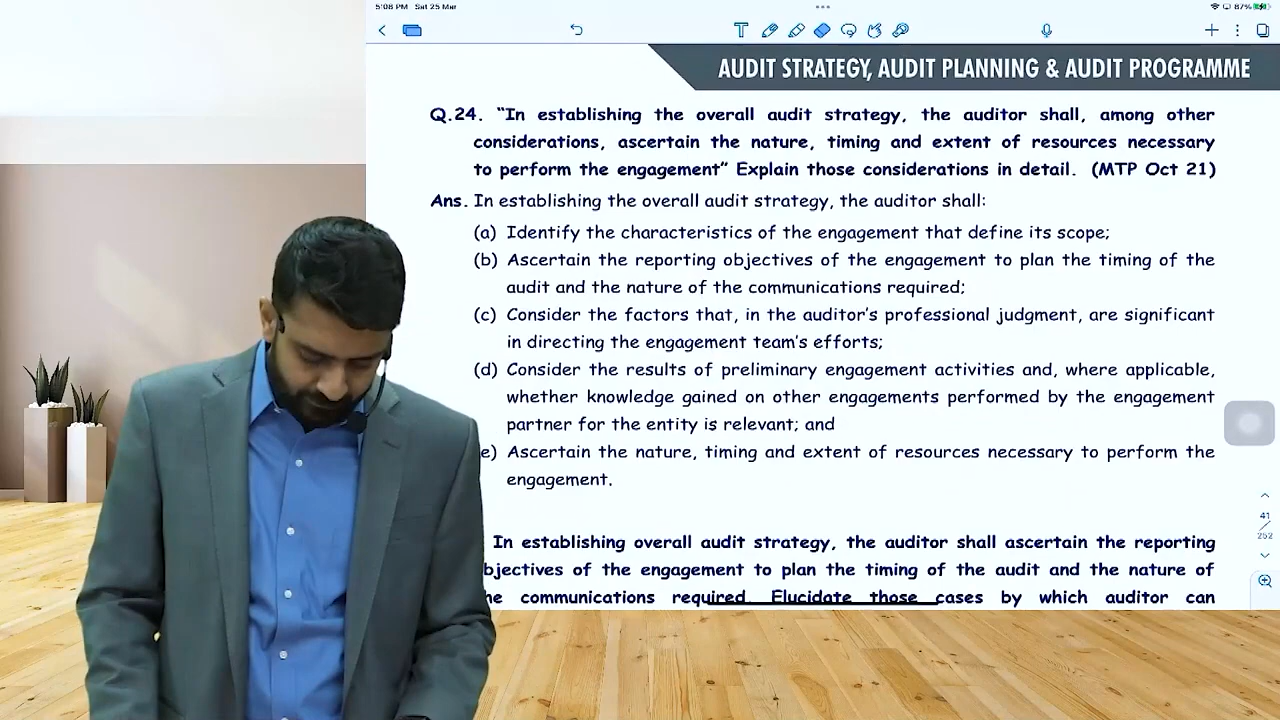 5:08 PM Sat 25 Mar
87%
AUDIT STRATEGY, AUDIT PLANNING & AUDIT PROGRAMME
Q.24. “In establishing the overall audit strategy, the auditor shall, among other
considerations, ascertain the nature, timing and extent of resources necessary
to perform the engagement” Explain those considerations in detail. (MTP Oct 21)
Ans. In establishing the overall audit strategy, the auditor shall:
(a) Identify the characteristics of the engagement that define its scope;
(b) Ascertain the reporting objectives of the engagement to plan the timing of the
audit and the nature of the communications required;
(c) Consider the factors that, in the auditor’s professional judgment, are significant
in directing the engagement team’s efforts;
(d) Consider the results of preliminary engagement activities and, where applicable,
whether knowledge gained on other engagements performed by the engagement
partner for the entity is relevant; and
e) Ascertain the nature, timing and extent of resources necessary to perform the
engagement.
In establishing overall audit strategy, the auditor shall ascertain the reporting
bjectives of the engagement to plan the timing of the audit and the nature of
he communications required. Elucidate those cases by which auditor can
41
252